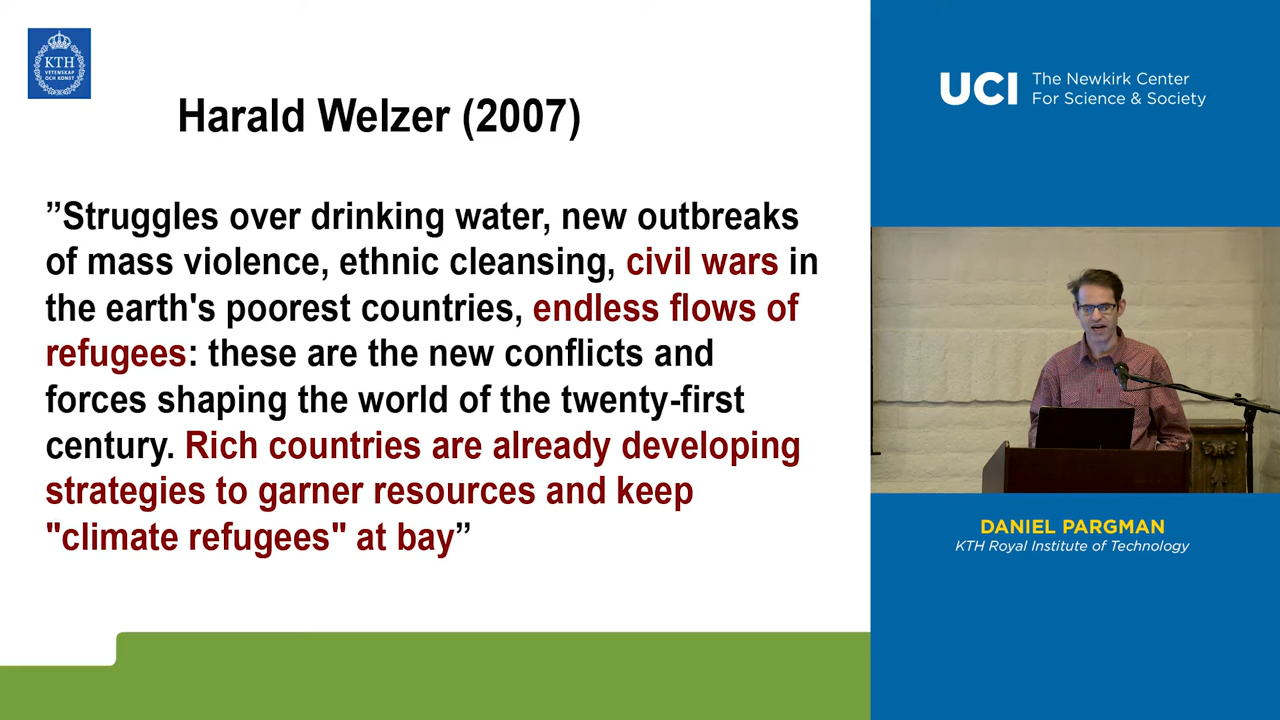 KTH
VETENSKAP
OCH KONST
Harald Welzer (2007)
”Struggles over drinking water, new outbreaks
of mass violence, ethnic cleansing, civil wars in
the earth's poorest countries, endless flows of
refugees: these are the new conflicts and
forces shaping the world of the twenty-first
century. Rich countries are already developing
strategies to garner resources and keep
"climate refugees" at bay”
UCI The Newkirk Center
For Science & Society
DANIEL PARGMAN
KTH Royal Institute of Technology